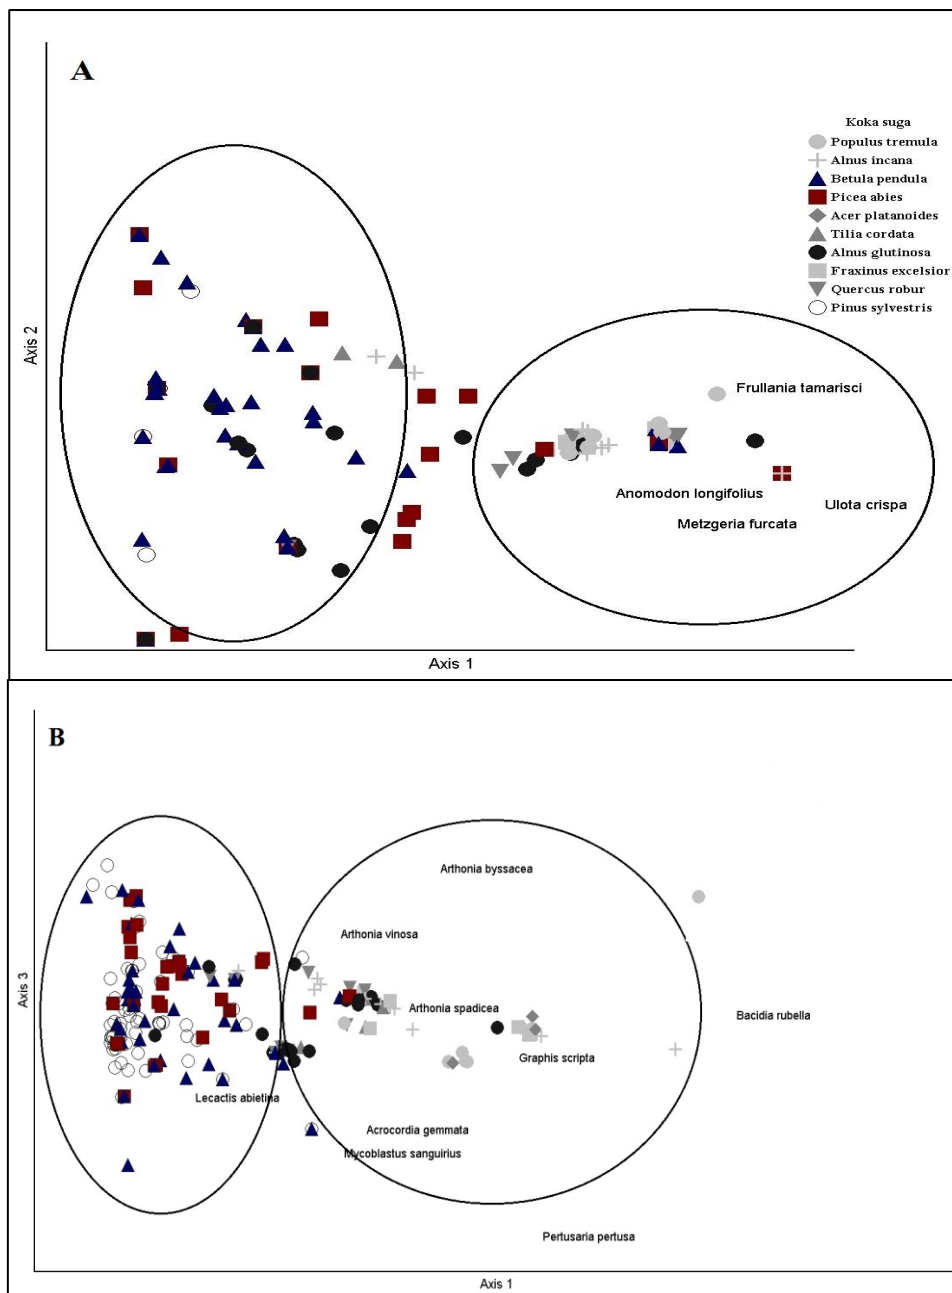 A
Koka suga
Populus tremula
Alnus incana
Betula pendula
Picea abies
Acer platanoides
Tilia cordata
Alnus glutinosa
Fraxinus excelsior
Quercus robur
Pinus sylvestris
Axis 2
Frullania tamarisci
Anomodon longifolius
Ulota crispa
Metzgeria furcata
Axis 1
B
Arthonia byssacea
Arthonia vinosa
Axis 3
Arthonia spadicea
Bacidia rubella
Graphis scripta
Lecactis abietina
Acrocordia gemmata
Mycoblastus sanguirius
Pertusaria pertusa
Axis 1